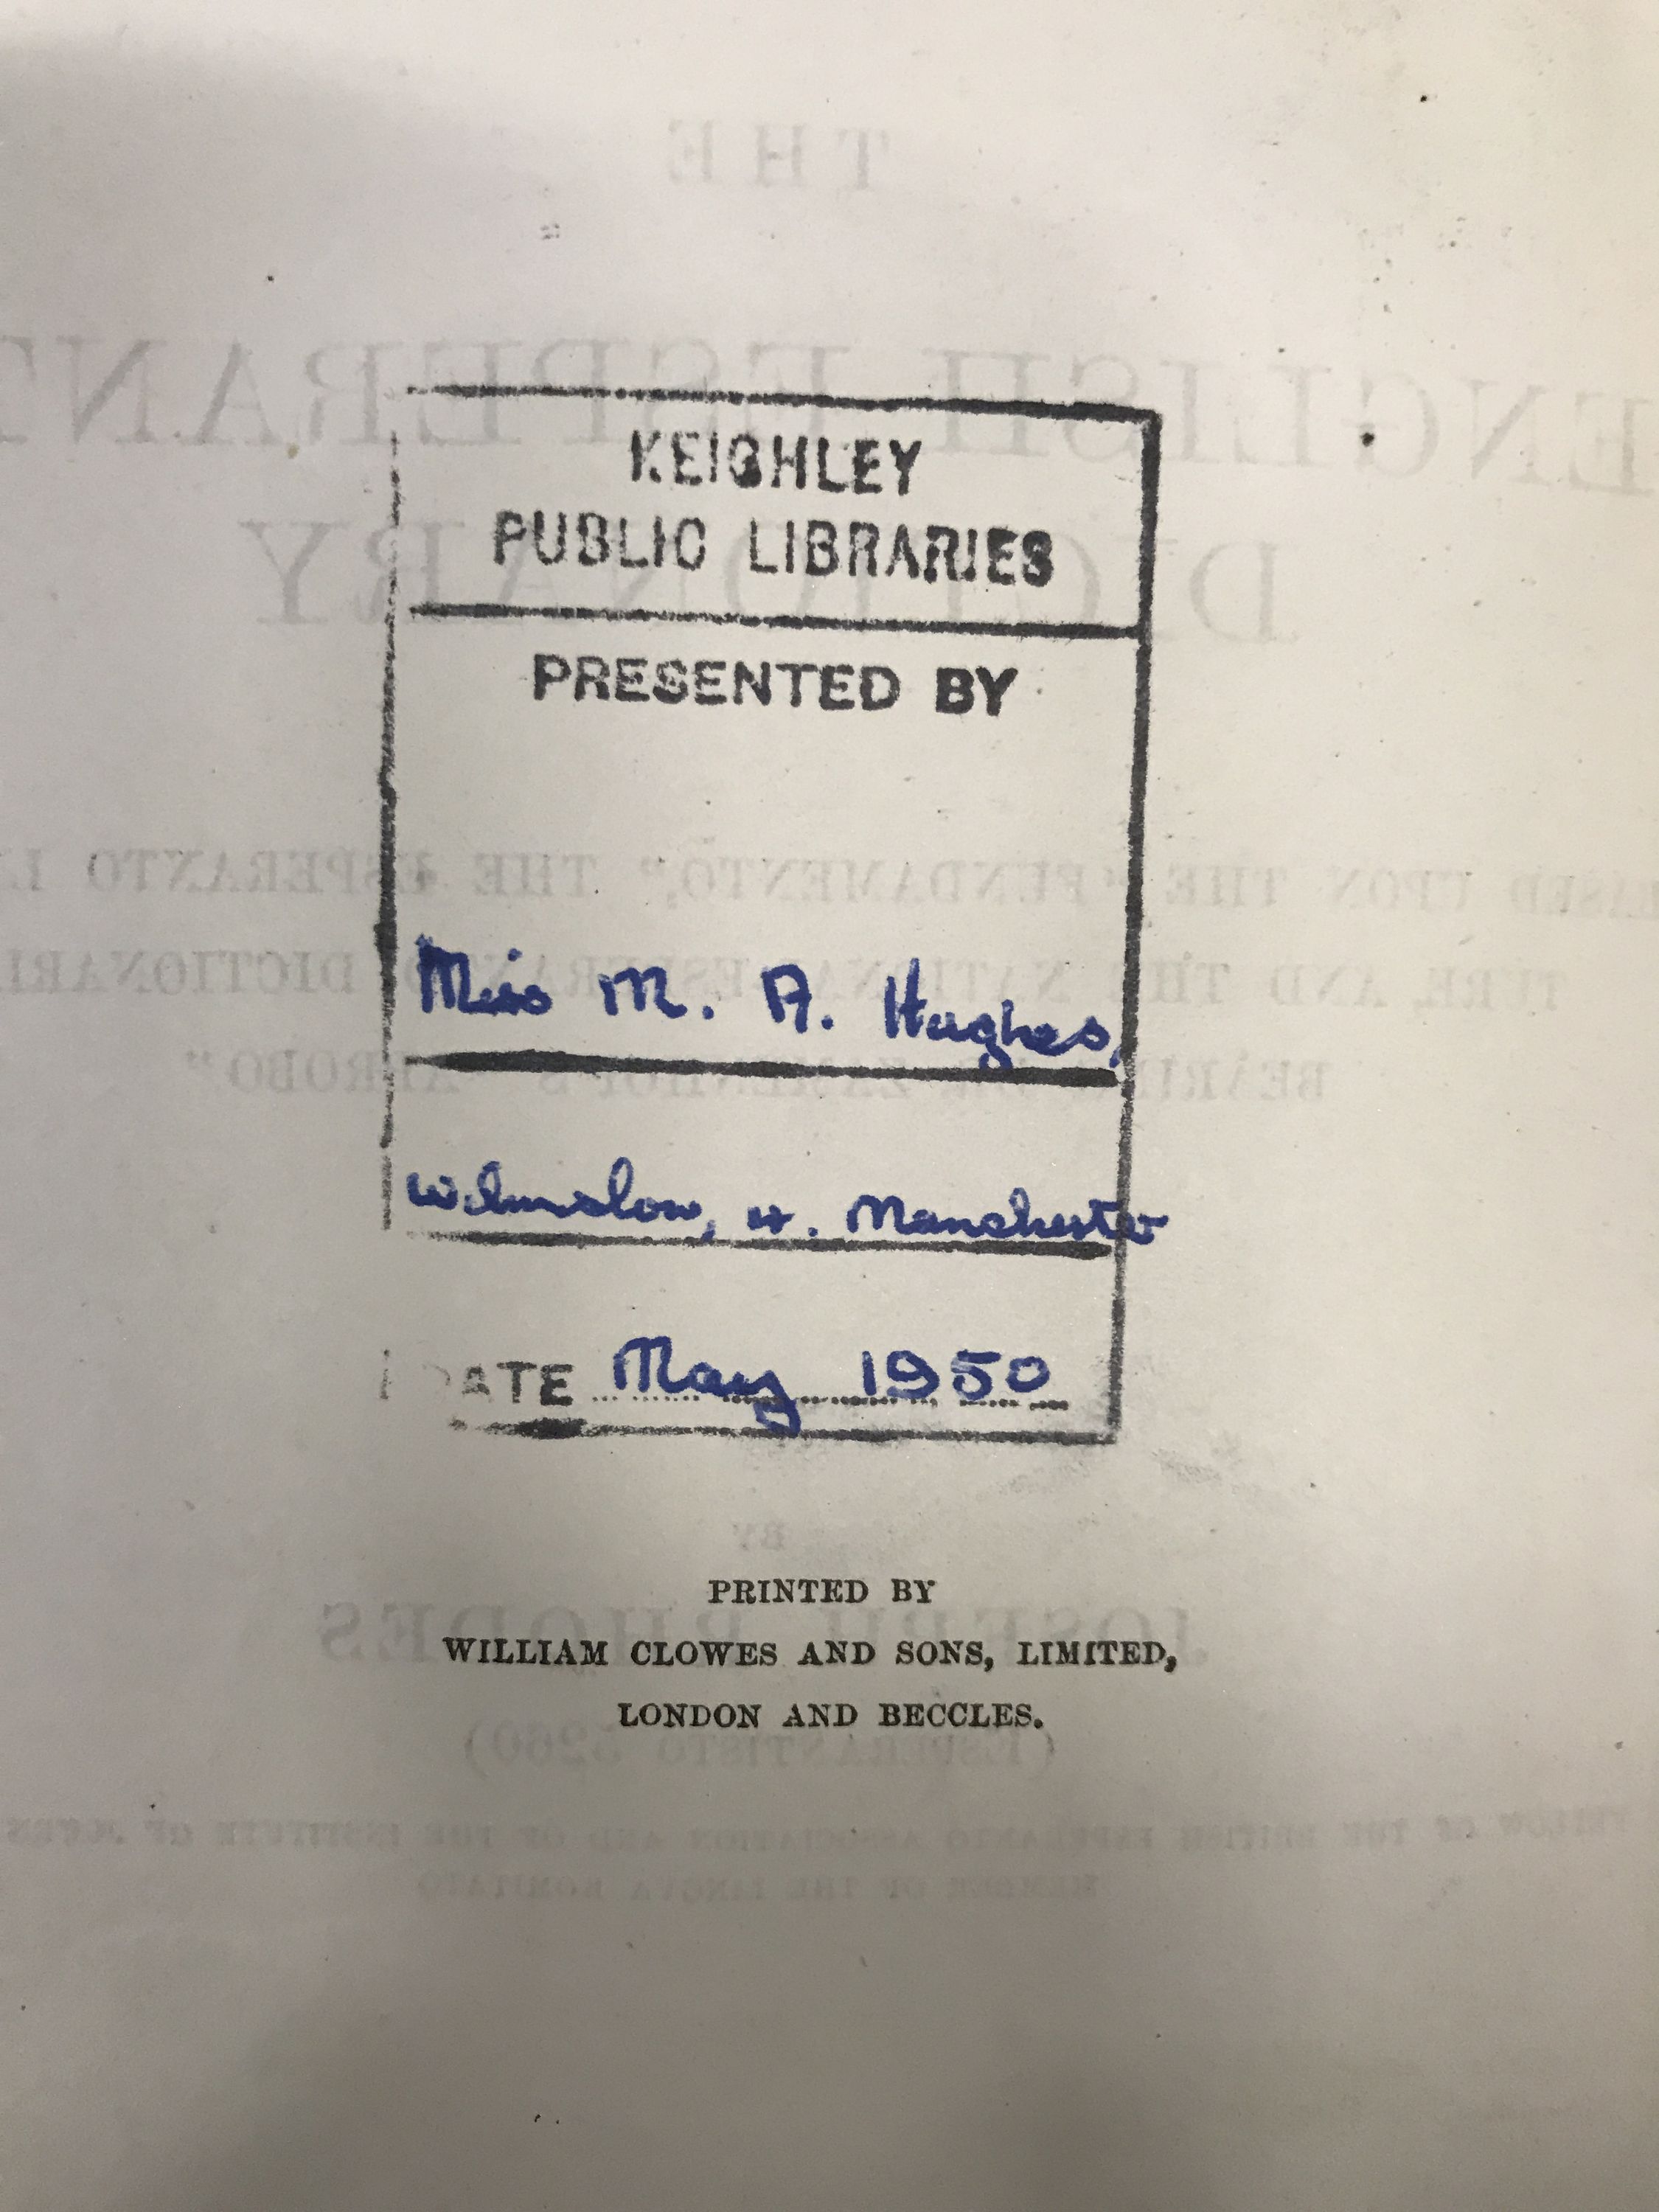 KEIGHLEY
PUBLIC LIBRARIES
PRESENTED BY
Miss M. A. Hughes,
Wilmslow, Manchester
DATE May 1950
PRINTED BY
WILLIAM CLOWES AND SONS, LIMITED,
LONDON AND BECCLES.